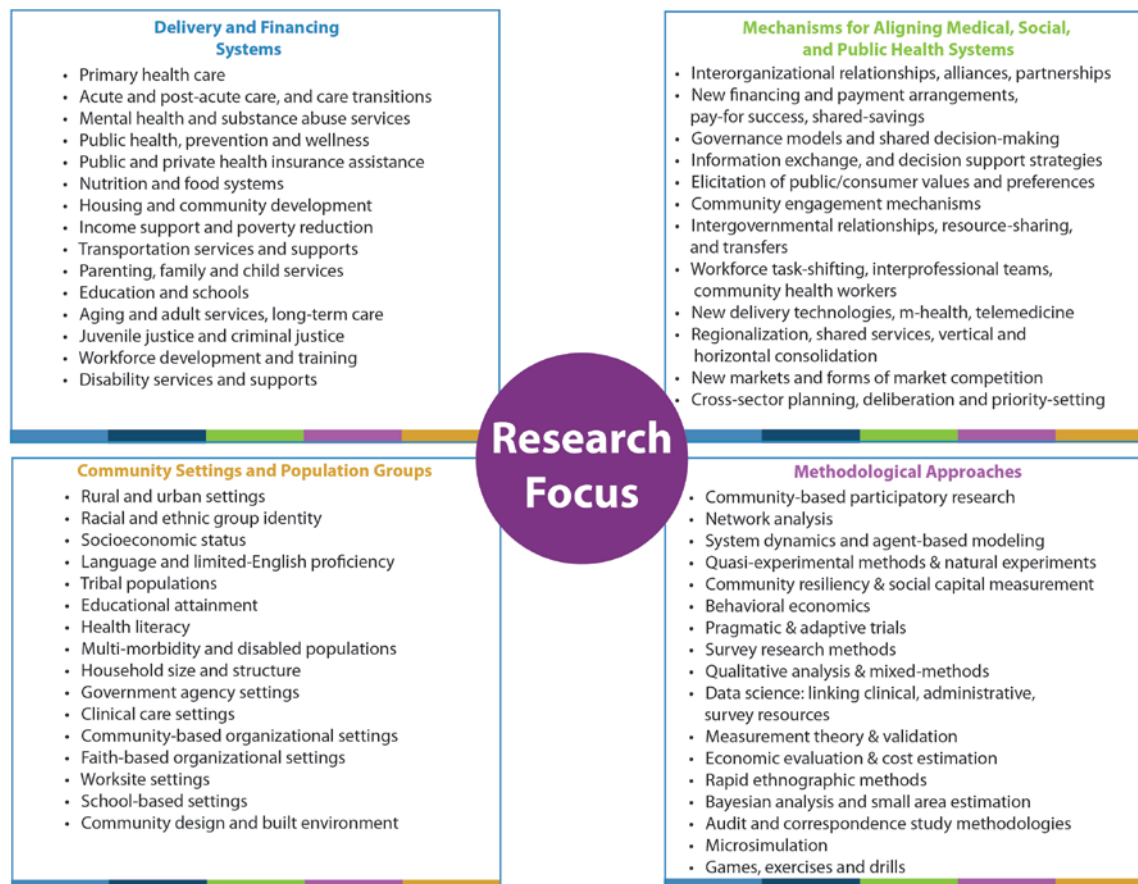 Delivery and Financing
Systems
• Primary health care
• Acute and post-acute care, and care transitions
• Mental health and substance abuse services
• Public health, prevention and wellness
• Public and private health insurance assistance
• Nutrition and food systems
• Housing and community development
• Income support and poverty reduction
• Transportation services and supports
• Parenting, family and child services
• Education and schools
• Aging and adult services, long-term care
• Juvenile justice and criminal justice
• Workforce development and training
• Disability services and supports
Mechanisms for Aligning Medical, Social,
and Public Health Systems
• Interorganizational relationships, alliances, partnerships
• New financing and payment arrangements,
pay-for success, shared-savings
• Governance models and shared decision-making
• Information exchange, and decision support strategies
• Elicitation of public/consumer values and preferences
• Community engagement mechanisms
• Intergovernmental relationships, resource-sharing,
and transfers
• Workforce task-shifting, interprofessional teams,
community health workers
• New delivery technologies, m-health, telemedicine
• Regionalization, shared services, vertical and
horizontal consolidation
• New markets and forms of market competition
• Cross-sector planning, deliberation and priority-setting
Research
Focus
Community Settings and Population Groups
• Rural and urban settings
• Racial and ethnic group identity
• Socioeconomic status
• Language and limited-English proficiency
• Tribal populations
• Educational attainment
• Health literacy
• Multi-morbidity and disabled populations
• Household size and structure
• Government agency settings
• Clinical care settings
• Community-based organizational settings
• Faith-based organizational settings
• Worksite settings
• School-based settings
• Community design and built environment
Methodological Approaches
• Community-based participatory research
• Network analysis
• System dynamics and agent-based modeling
• Quasi-experimental methods & natural experiments
• Community resiliency & social capital measurement
• Behavioral economics
• Pragmatic & adaptive trials
• Survey research methods
• Qualitative analysis & mixed-methods
• Data science: linking clinical, administrative,
survey resources
• Measurement theory & validation
• Economic evaluation & cost estimation
• Rapid ethnographic methods
• Bayesian analysis and small area estimation
• Audit and correspondence study methodologies
• Microsimulation
• Games, exercises and drills